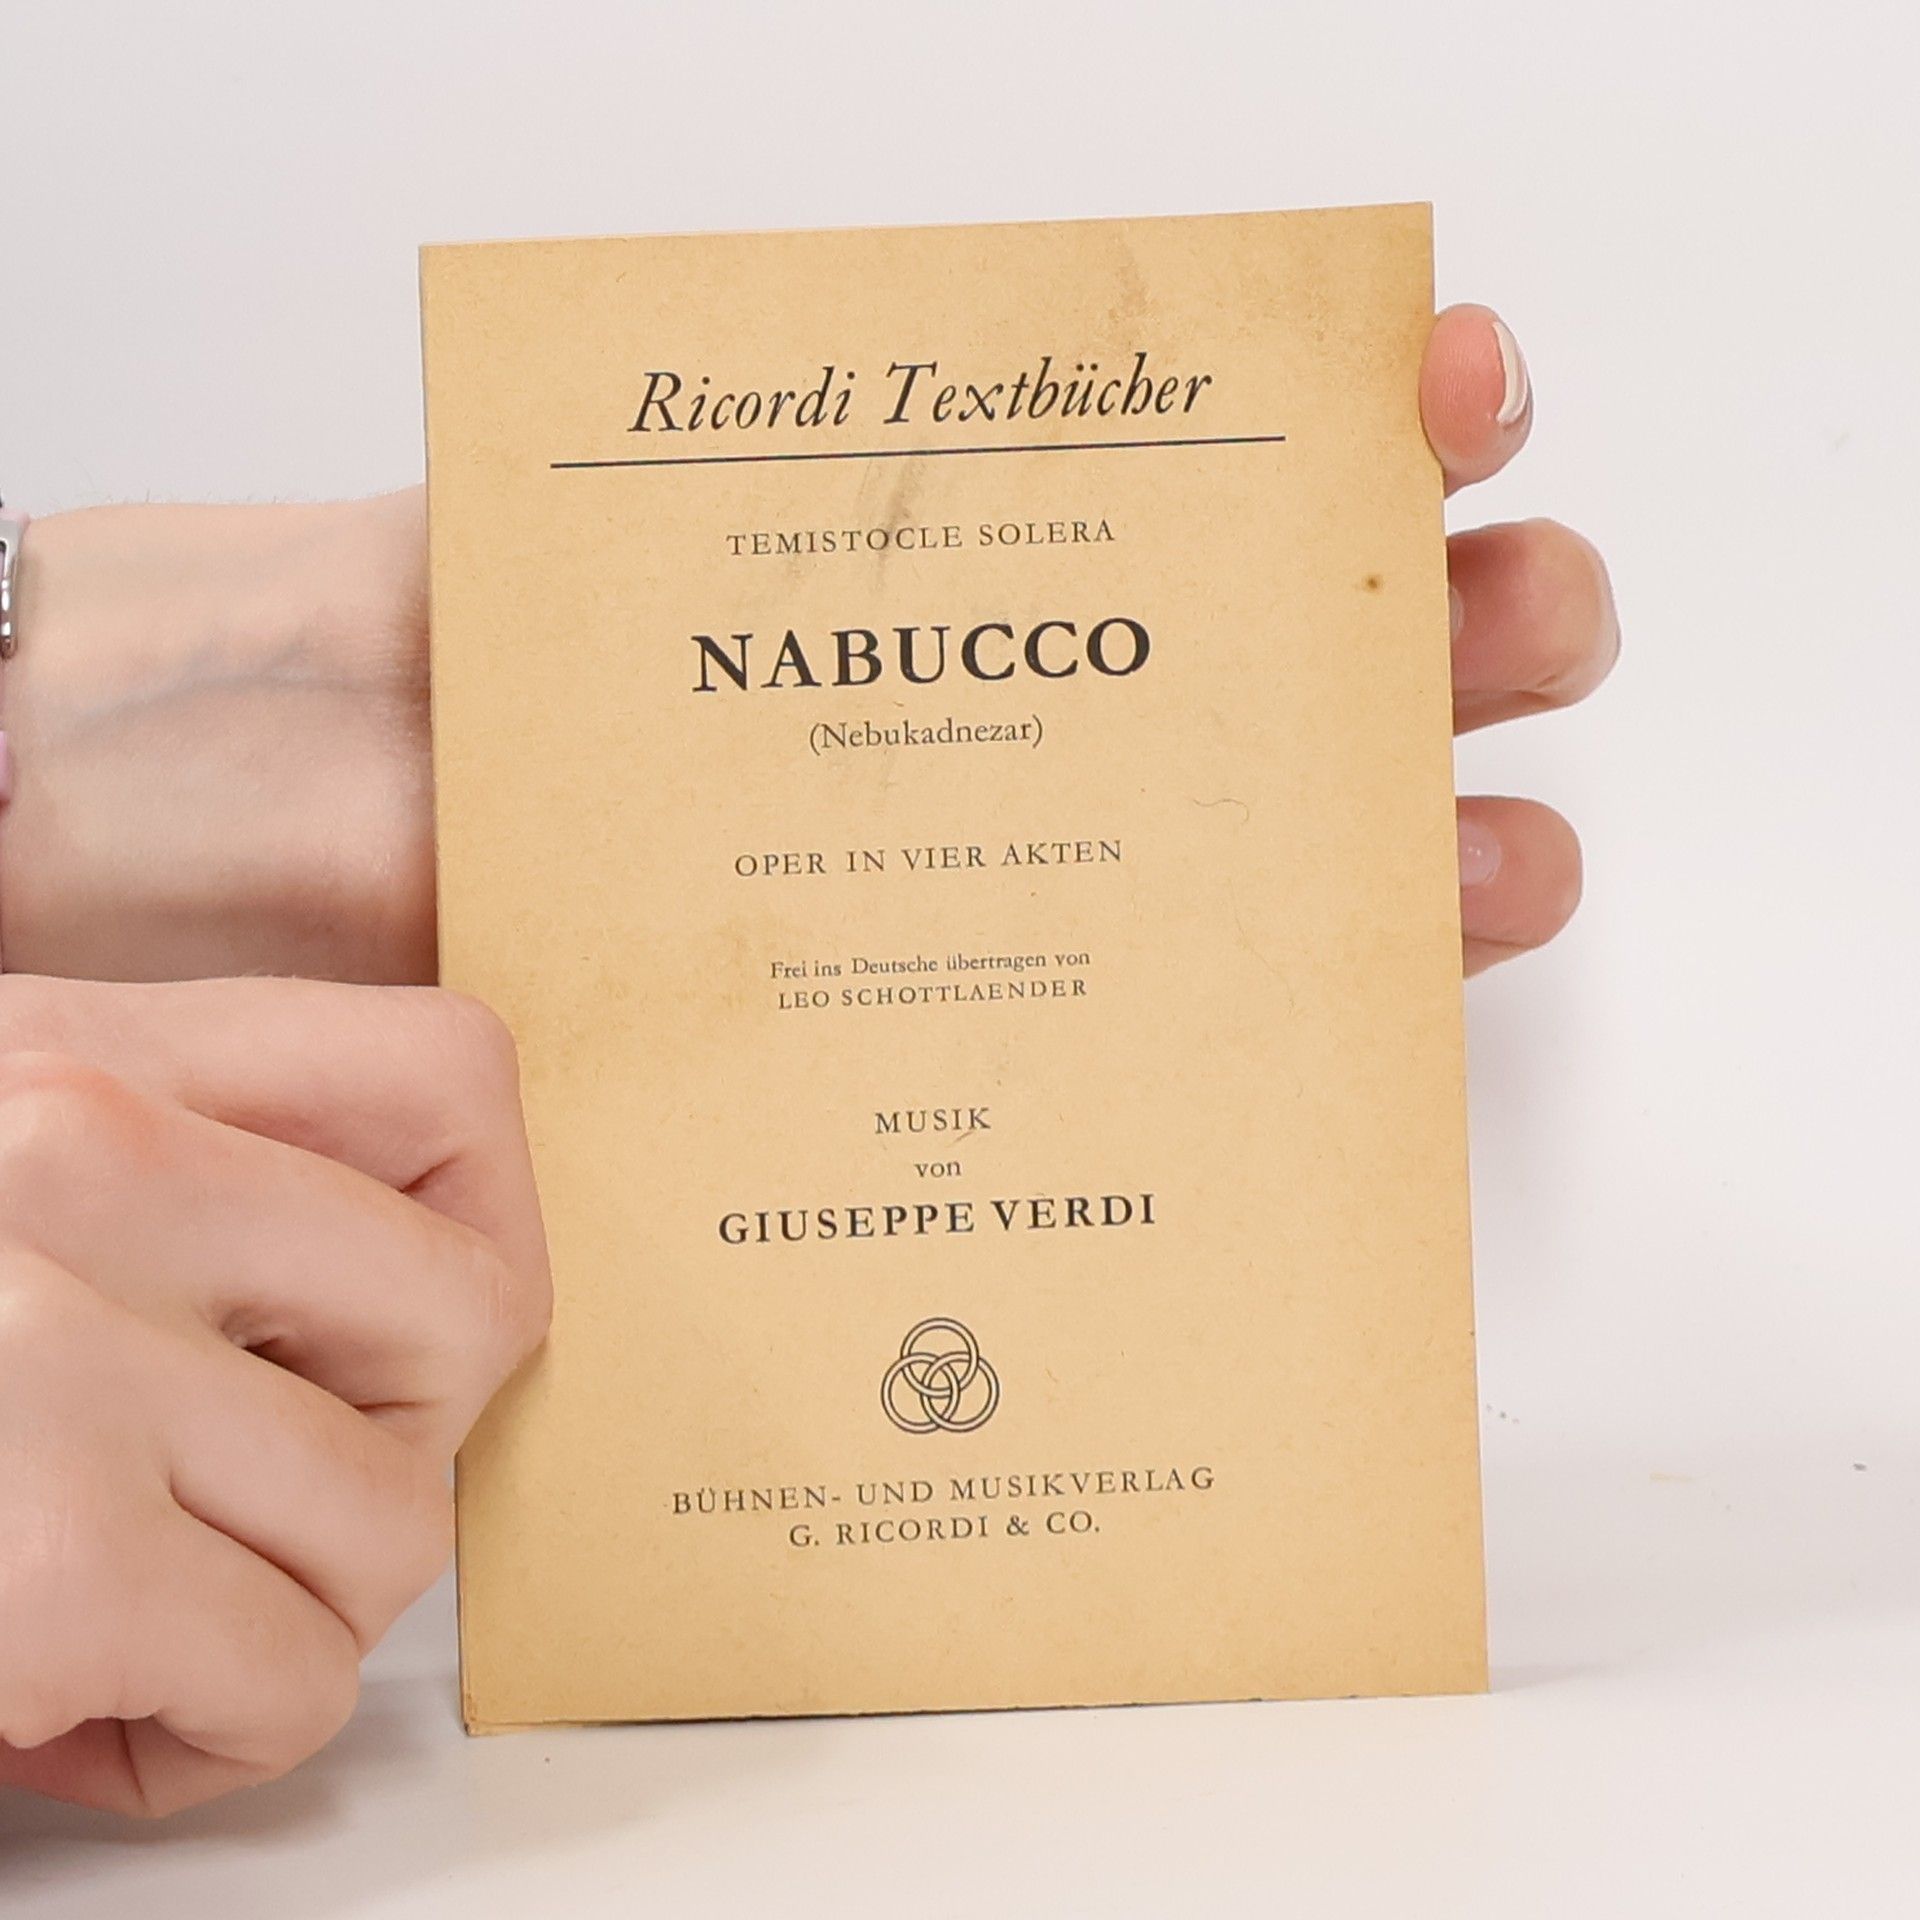 Ricordi Textbücher
TEMISTOCLE SOLERA
NABUCCO
(Nebukadnezar)
OPER IN VIER AKTEN
Frei ins Deutsche übertragen von
LEO SCHOTTLAENDER
MUSIK
von
GIUSEPPE VERDI
BÜHNEN- UND MUSIKVERLAG
G. RICORDI & CO.